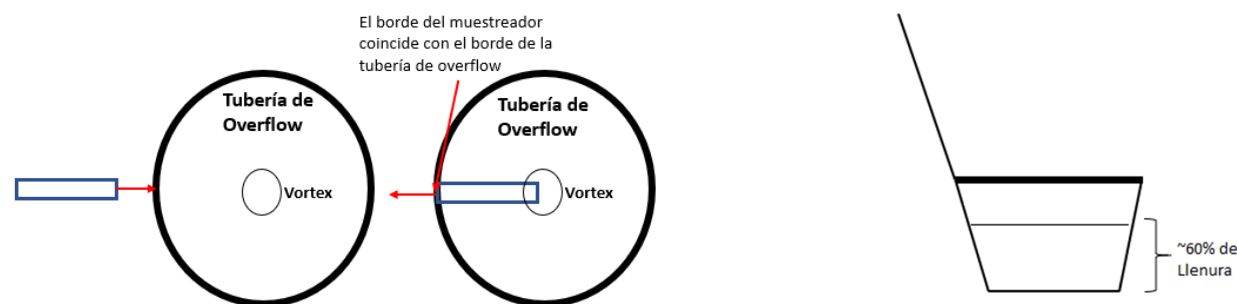 El borde del muestreador
coincide con el borde de la
tubería de overflow
Tubería de
Overflow
Vortex
Tubería de
Overflow
Vortex
~60% de
Llenura